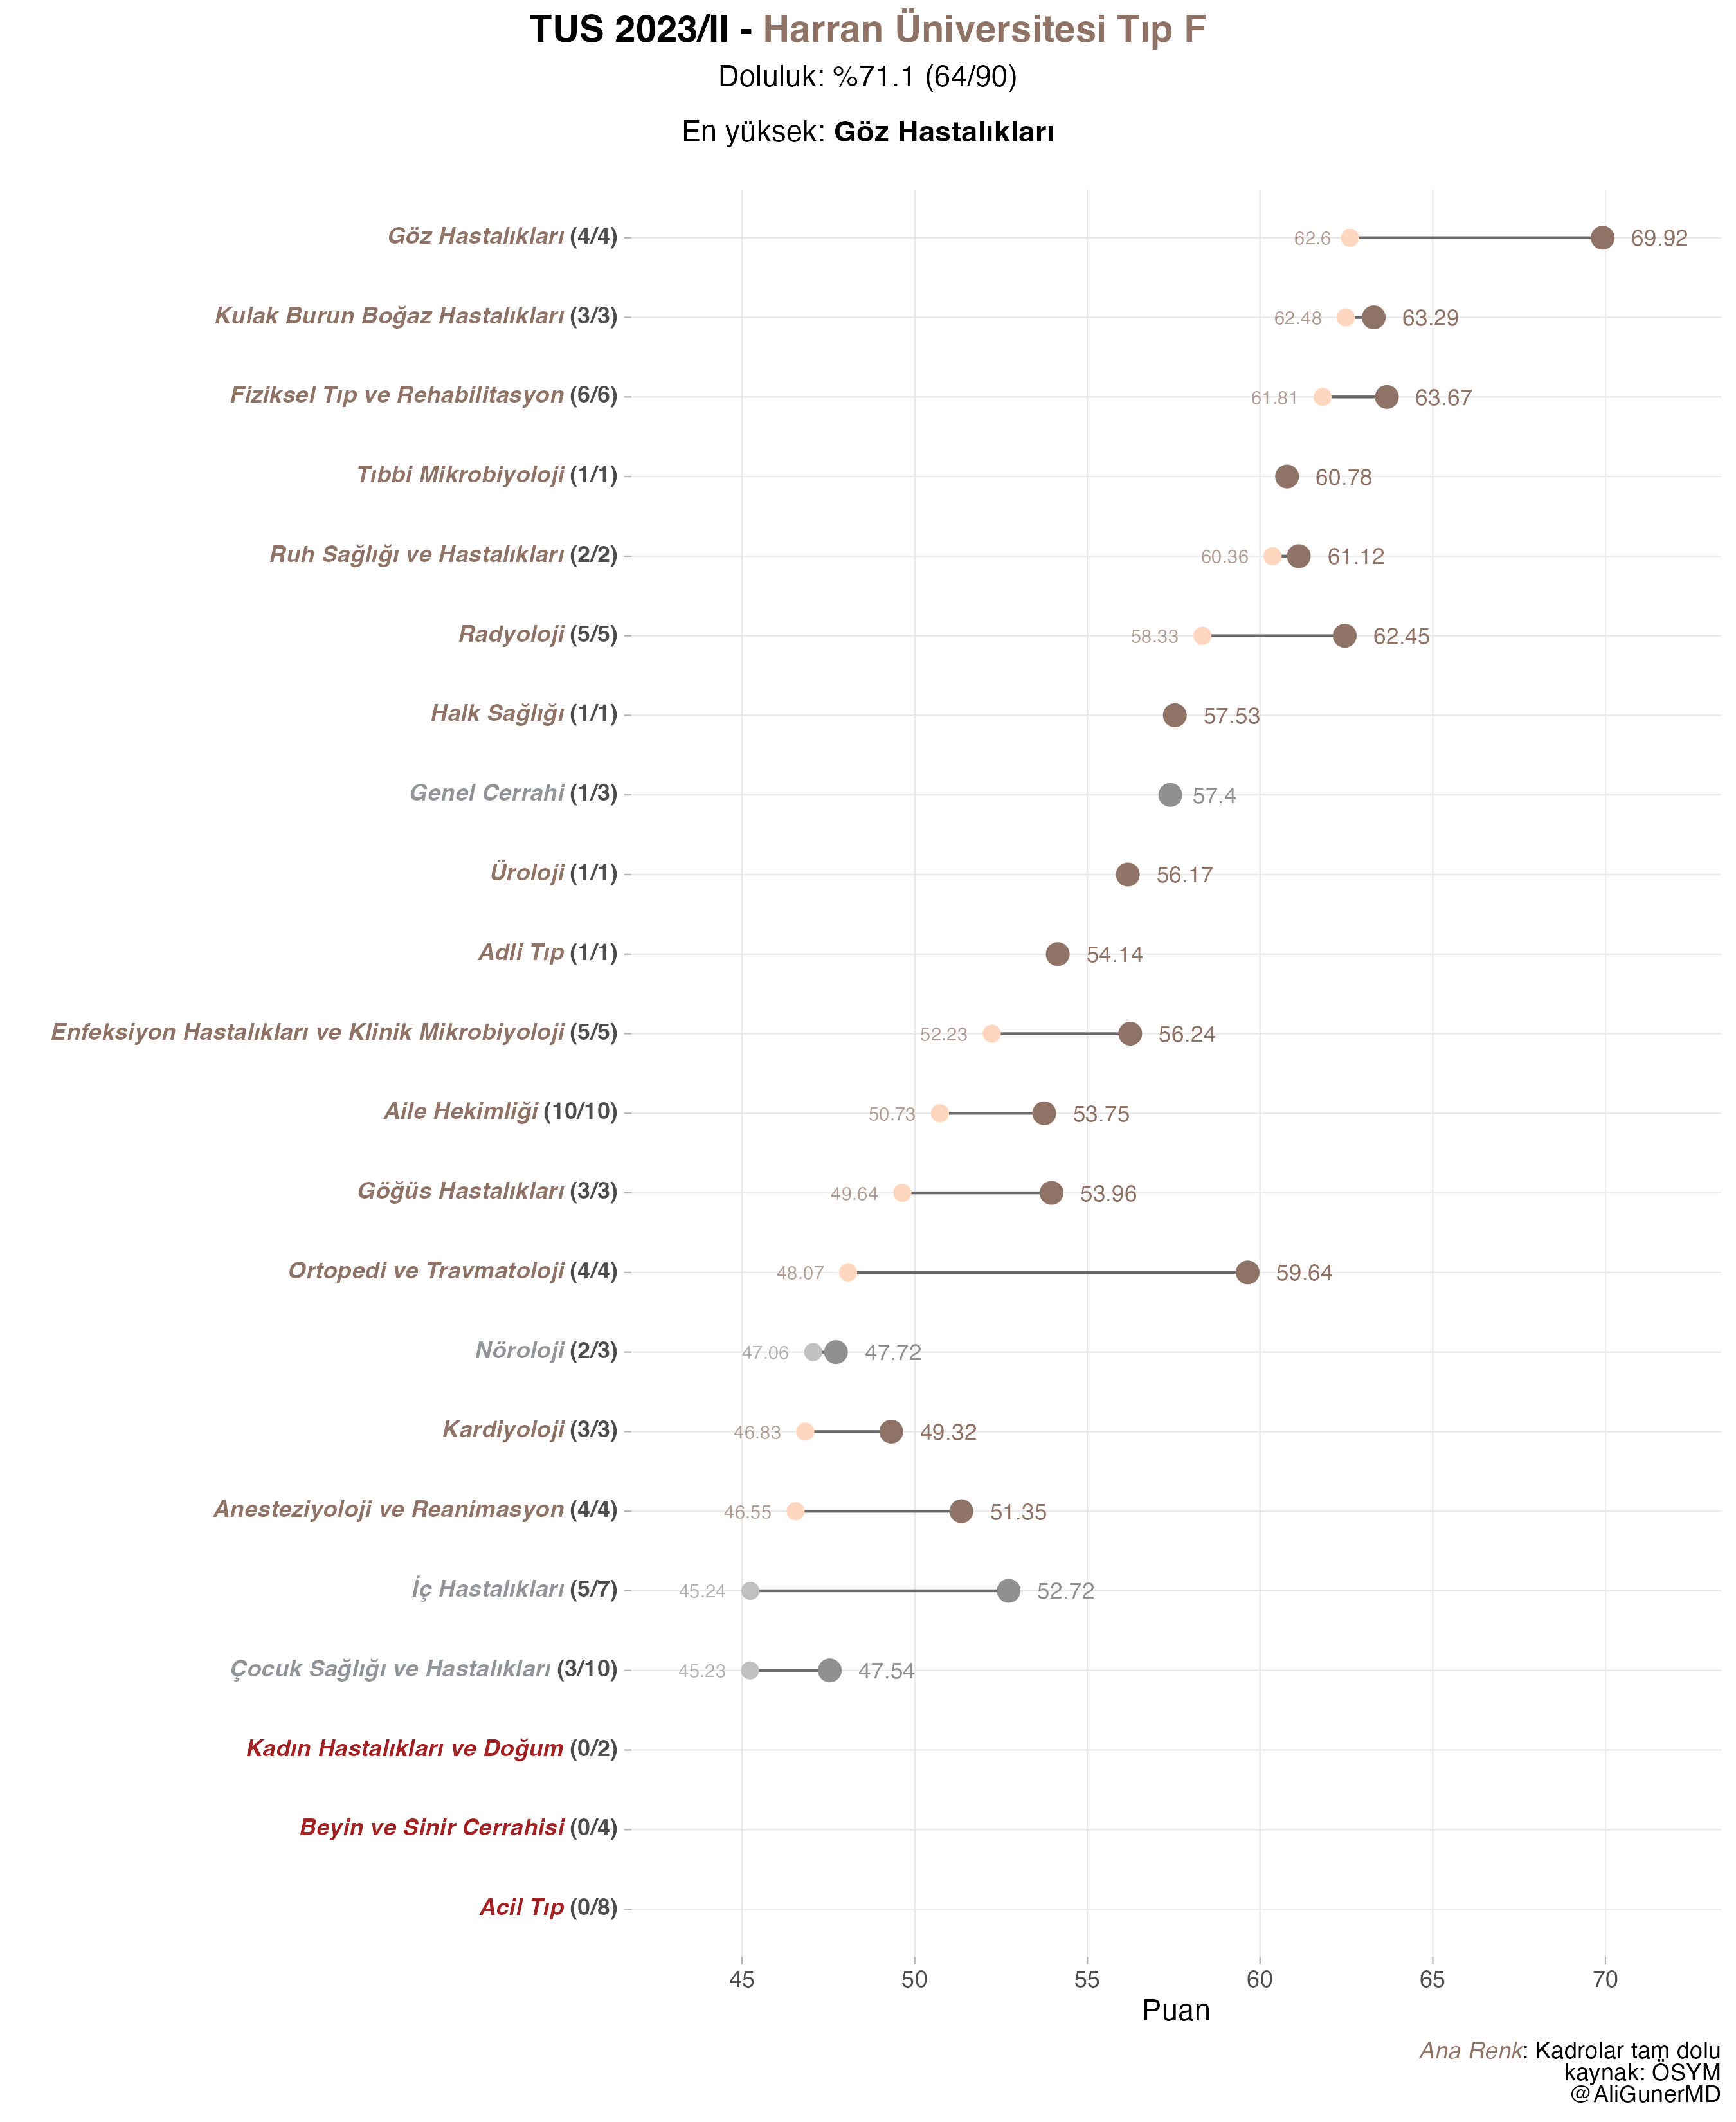 TUS 2023/II - Harran Üniversitesi Tıp F
Doluluk: %71.1 (64/90)
En yüksek: Göz Hastalıkları
Göz Hastalıkları (4/4) 62.6 69.92
Kulak Burun Boğaz Hastalıkları (3/3) 62.48 63.29
Fiziksel Tıp ve Rehabilitasyon (6/6) 61.81 63.67
Tıbbi Mikrobiyoloji (1/1) 60.78
Ruh Sağlığı ve Hastalıkları (2/2) 60.36 61.12
Radyoloji (5/5) 58.33 62.45
Halk Sağlığı (1/1) 57.53
Genel Cerrahi (1/3) 57.4
Üroloji (1/1) 56.17
Adli Tıp (1/1) 54.14
Enfeksiyon Hastalıkları ve Klinik Mikrobiyoloji (5/5) 52.23 56.24
Aile Hekimliği (10/10) 50.73 53.75
Göğüs Hastalıkları (3/3) 49.64 53.96
Ortopedi ve Travmatoloji (4/4) 48.07 59.64
Nöroloji (2/3) 47.06 47.72
Kardiyoloji (3/3) 46.83 49.32
Anesteziyoloji ve Reanimasyon (4/4) 46.55 51.35
İç Hastalıkları (5/7) 45.24 52.72
Çocuk Sağlığı ve Hastalıkları (3/10) 45.23 47.54
Kadın Hastalıkları ve Doğum (0/2)
Beyin ve Sinir Cerrahisi (0/4)
Acil Tıp (0/8)
45 50 55 60 65 70
Puan
Ana Renk: Kadrolar tam dolu
kaynak: ÖSYM
@AliGunerMD